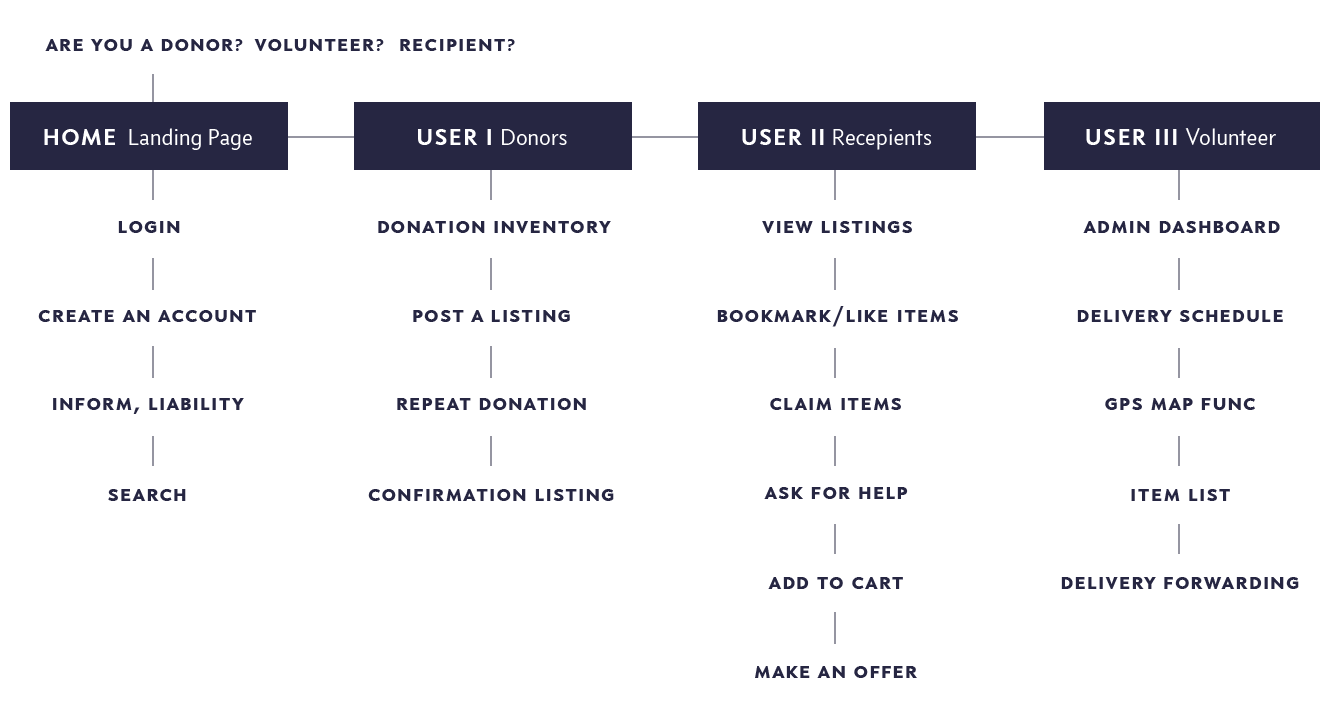 ARE YOU A DONOR? VOLUNTEER? RECIPIENT?
HOME Landing Page
LOGIN
CREATE AN ACCOUNT
INFORM, LIABILITY
SEARCH
USER I Donors
DONATION INVENTORY
POST A LISTING
REPEAT DONATION
CONFIRMATION LISTING
USER II Recepients
VIEW LISTINGS
BOOKMARK/LIKE ITEMS
CLAIM ITEMS
ASK FOR HELP
ADD TO CART
MAKE AN OFFER
USER III Volunteer
ADMIN DASHBOARD
DELIVERY SCHEDULE
GPS MAP FUNC
ITEM LIST
DELIVERY FORWARDING